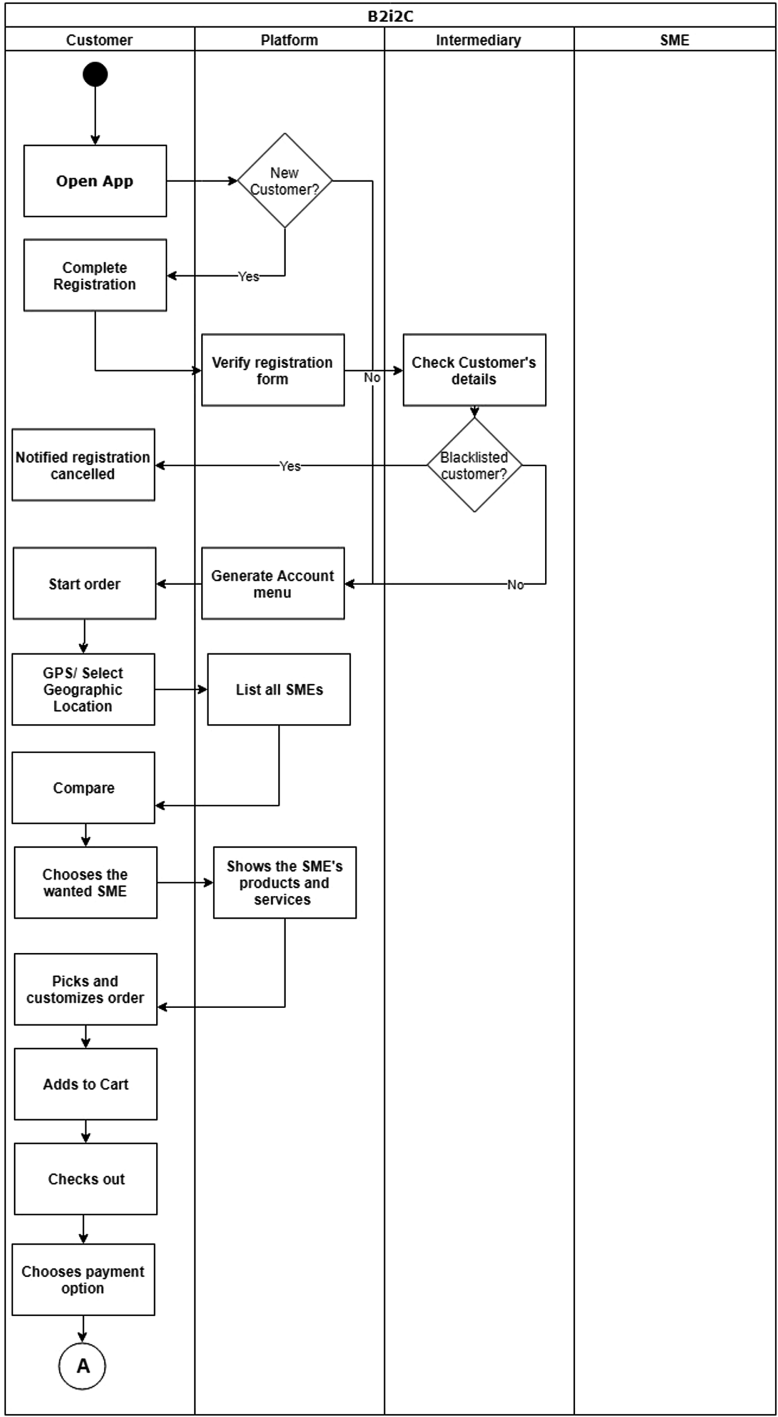 B2i2C
Customer
Platform
Intermediary
SME
Open App
New
Customer?
Complete
Registration
Yes
Verify registration
form
No
Check Customer's
details
Notified registration
cancelled
Yes
Blacklisted
customer?
Start order
Generate Account
menu
No
GPS/ Select
Geographic
Location
List all SMEs
Compare
Chooses the
wanted SME
Shows the SME's
products and
services
Picks and
customizes order
Adds to Cart
Checks out
Chooses payment
option
A